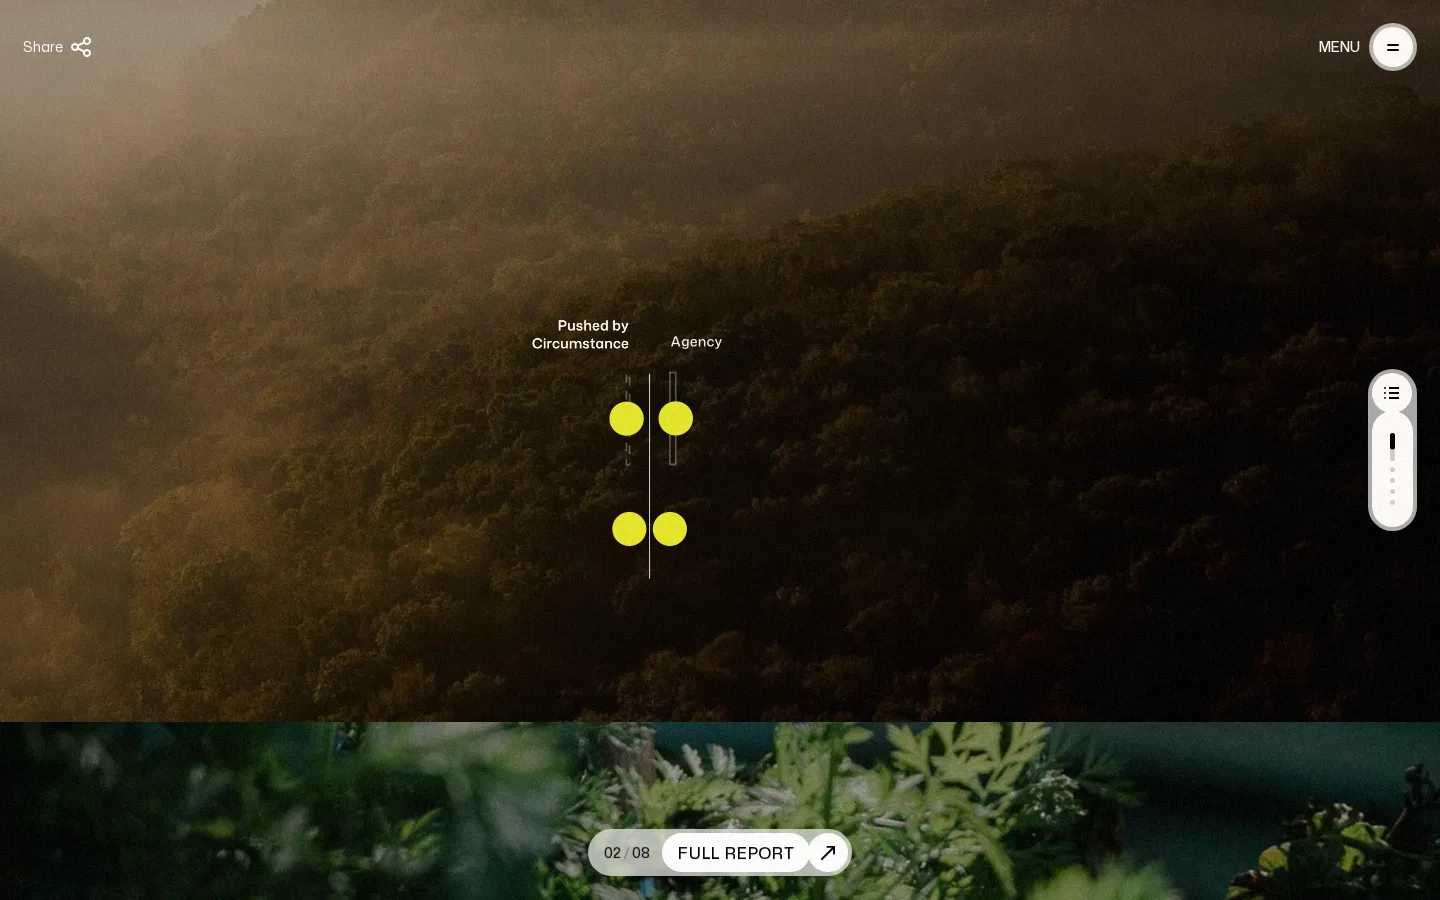 Share
MENU
Pushed by
Circumstance
Agency
02 / 08
FULL REPORT